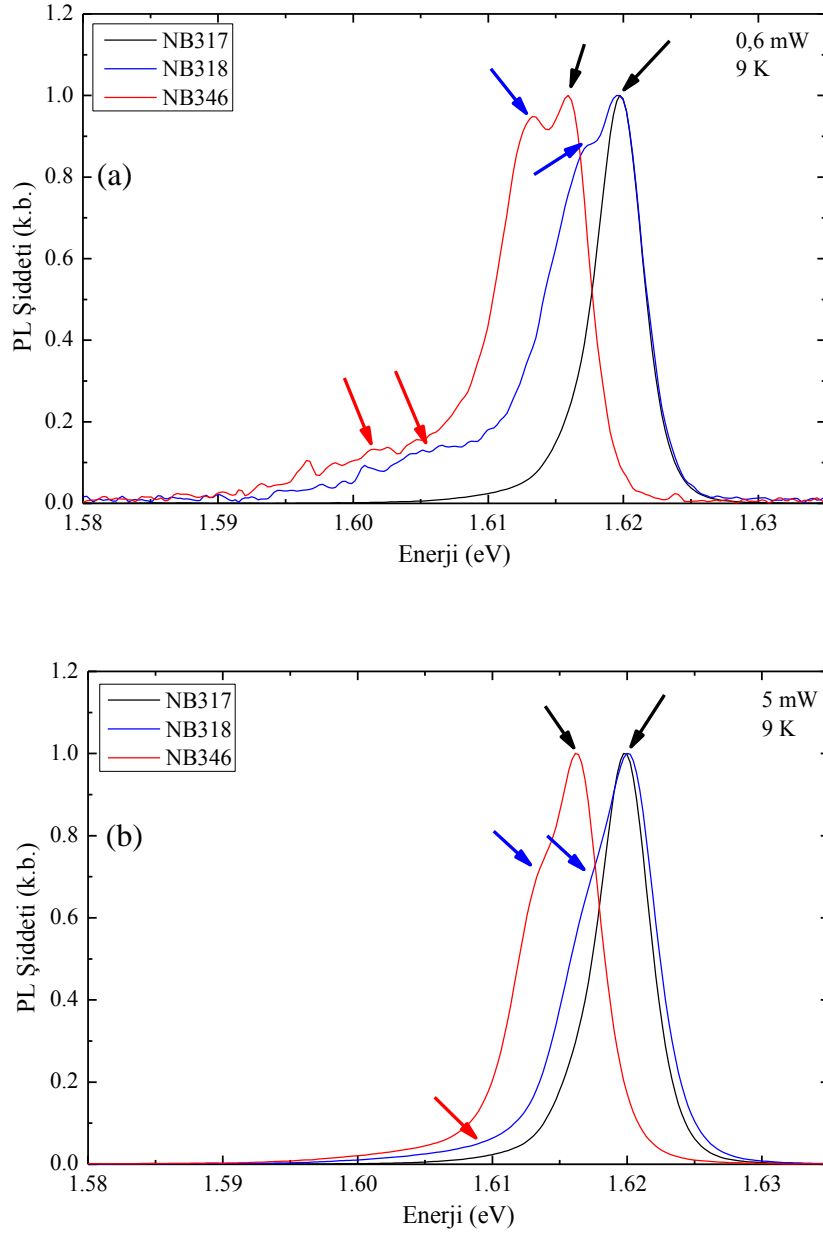 1.2
1.0
0.8
0.6
0.4
0.2
0.0
PL Şiddeti (k.b.)
NB317
NB318
NB346
0,6 mW
9 K
(a)
1.58 1.59 1.60 1.61 1.62 1.63
Enerji (eV)
1.2
1.0
0.8
0.6
0.4
0.2
0.0
PL Şiddeti (k.b.)
NB317
NB318
NB346
5 mW
9 K
(b)
1.58 1.59 1.60 1.61 1.62 1.63
Enerji (eV)